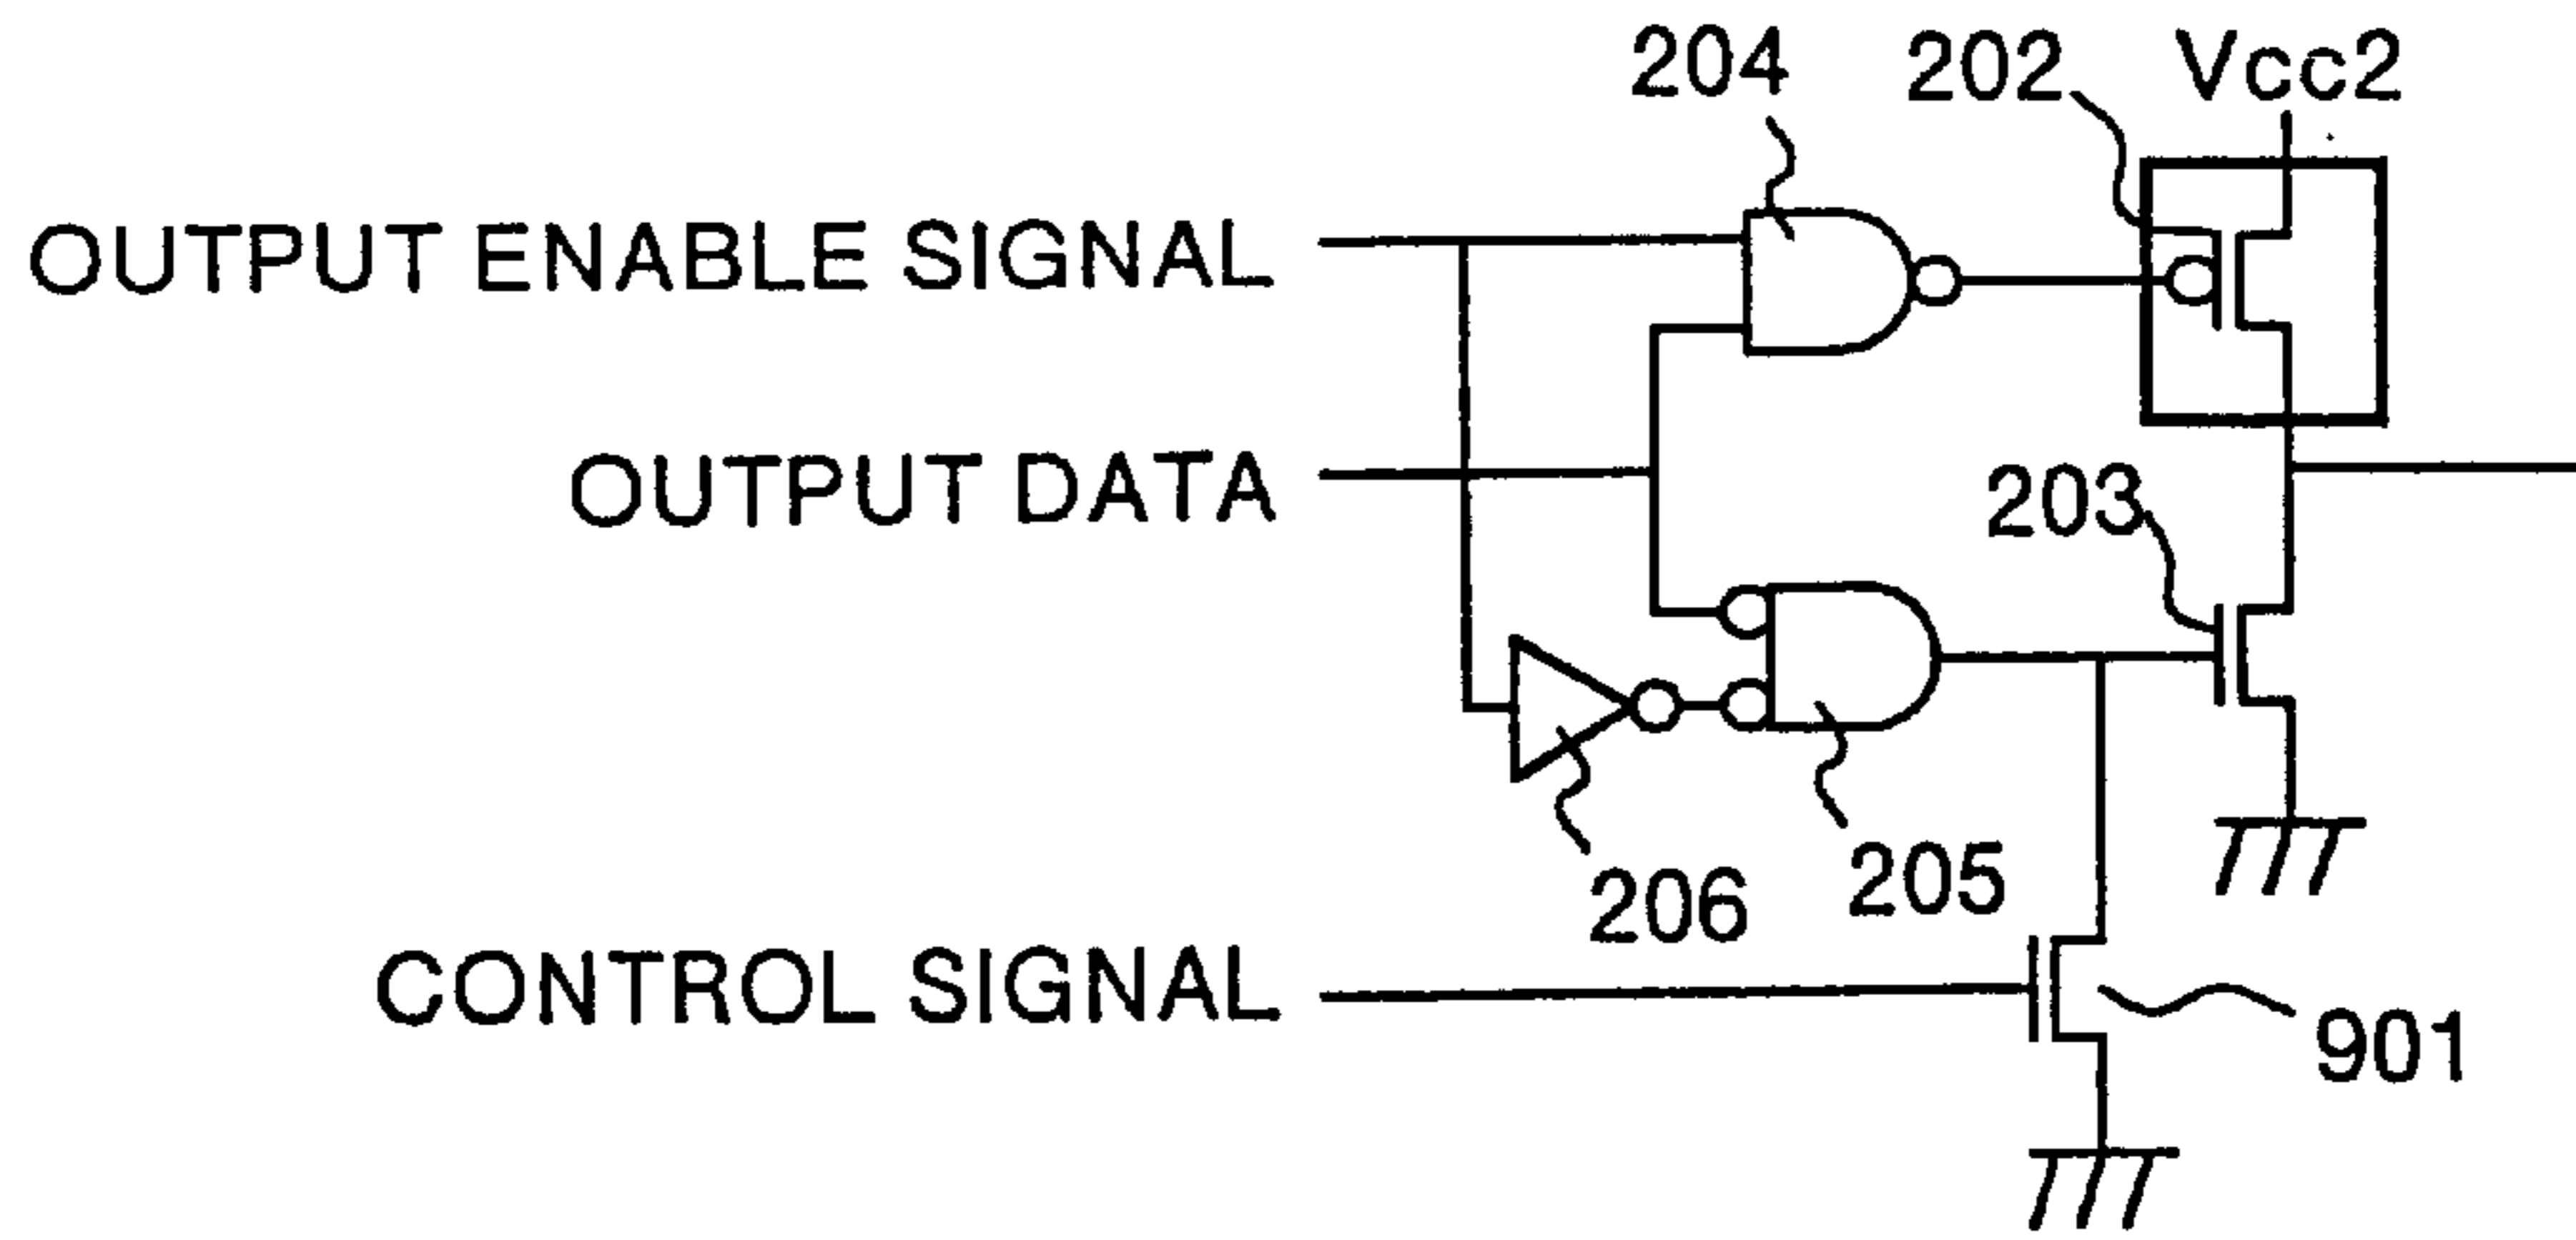 204
202
Vcc2
OUTPUT ENABLE SIGNAL
OUTPUT DATA
203
206
205
CONTROL SIGNAL
901